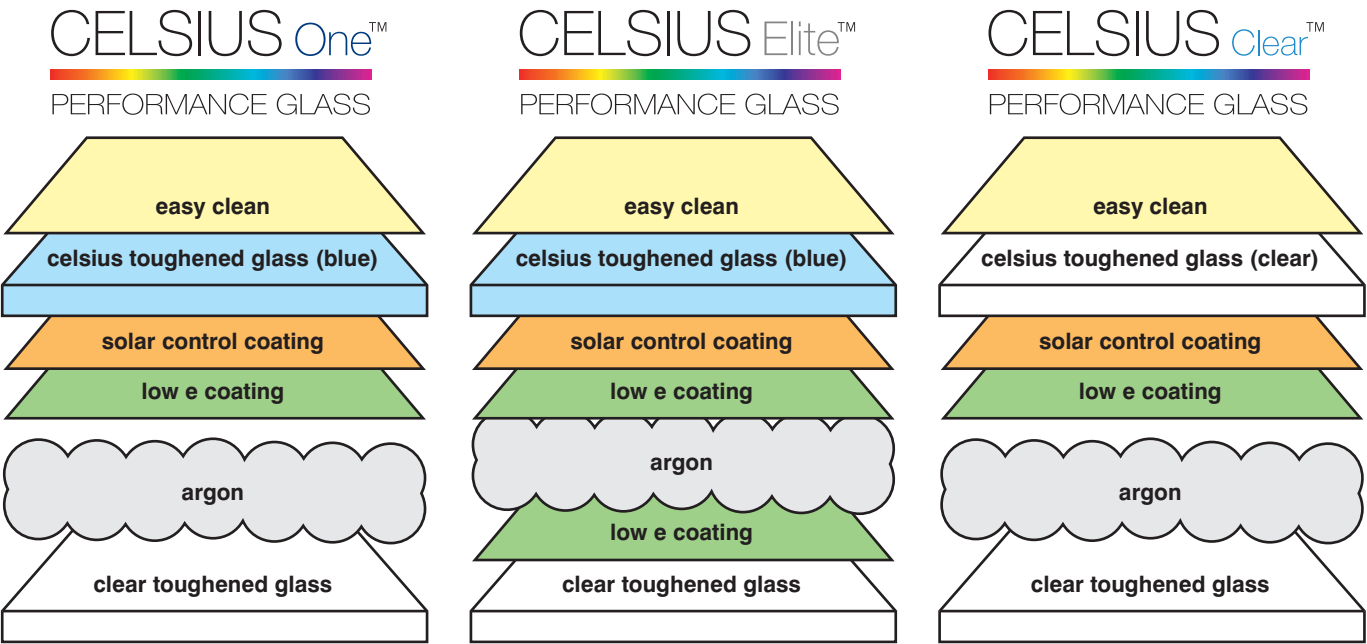 CELSIUS One™
PERFORMANCE GLASS
easy clean
celsius toughened glass (blue)
solar control coating
low e coating
argon
clear toughened glass
CELSIUS Elite™
PERFORMANCE GLASS
easy clean
celsius toughened glass (blue)
solar control coating
low e coating
argon
low e coating
clear toughened glass
CELSIUS Clear™
PERFORMANCE GLASS
easy clean
celsius toughened glass (clear)
solar control coating
low e coating
argon
clear toughened glass